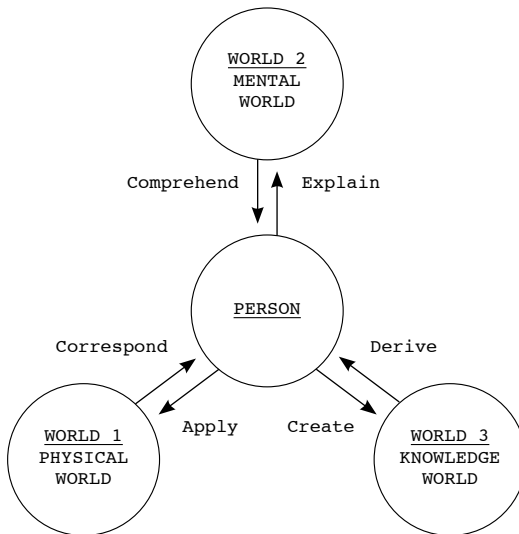 WORLD 2
MENTAL
WORLD
Comprehend
Explain
PERSON
Correspond
Derive
Apply
Create
WORLD 1
PHYSICAL
WORLD
WORLD 3
KNOWLEDGE
WORLD